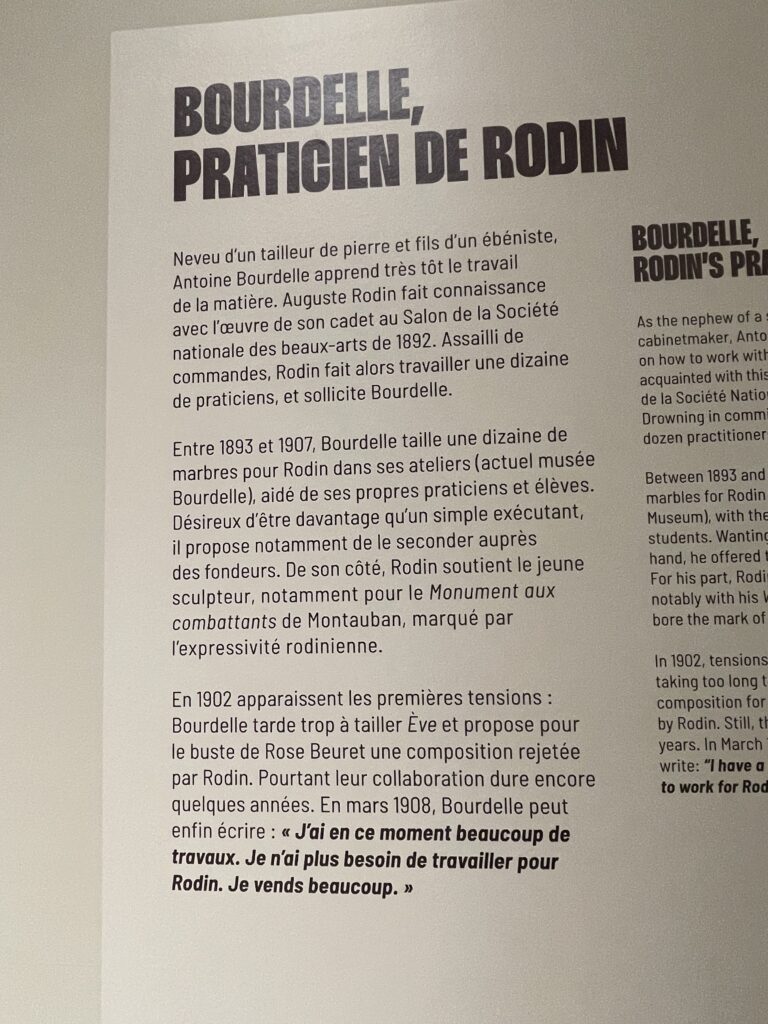 BOURDELLE,
PRATICIEN DE RODIN
Neveu d'un tailleur de pierre et fils d'un ébéniste,
Antoine Bourdelle apprend très tôt le travail
de la matière. Auguste Rodin fait connaissance
avec l'œuvre de son cadet au Salon de la Société
nationale des beaux-arts de 1892. Assailli de
commandes, Rodin fait alors travailler une dizaine
de praticiens, et sollicite Bourdelle.
Entre 1893 et 1907, Bourdelle taille une dizaine de
marbres pour Rodin dans ses ateliers (actuel musée
Bourdelle), aidé de ses propres praticiens et élèves.
Désireux d'être davantage qu'un simple exécutant,
il propose notamment de le seconder auprès
des fondeurs. De son côté, Rodin soutient le jeune
sculpteur, notamment pour le Monument aux
combattants de Montauban, marqué par
l'expressivité rodinienne.
En 1902 apparaissent les premières tensions :
Bourdelle tarde trop à tailler Ève et propose pour
le buste de Rose Beuret une composition rejetée
par Rodin. Pourtant leur collaboration dure encore
quelques années. En mars 1908, Bourdelle peut
enfin écrire : « J'ai en ce moment beaucoup de
travaux. Je n'ai plus besoin de travailler pour
Rodin. Je vends beaucoup. »
BOURDELLE,
RODIN'S
As the nephew of a
cabinetmaker,
on how to work with
acquainted with this
de la Société
Drowning in
dozen practitioner
Between 1893 and
marbles for Rodin
Museum), with the
students. Wanting
hand, he offered
For his part,
notably with his
bore the mark of
In 1902, tensions
taking too long
composition for
by Rodin. Still,
years. In March
write: "I have a
to work for